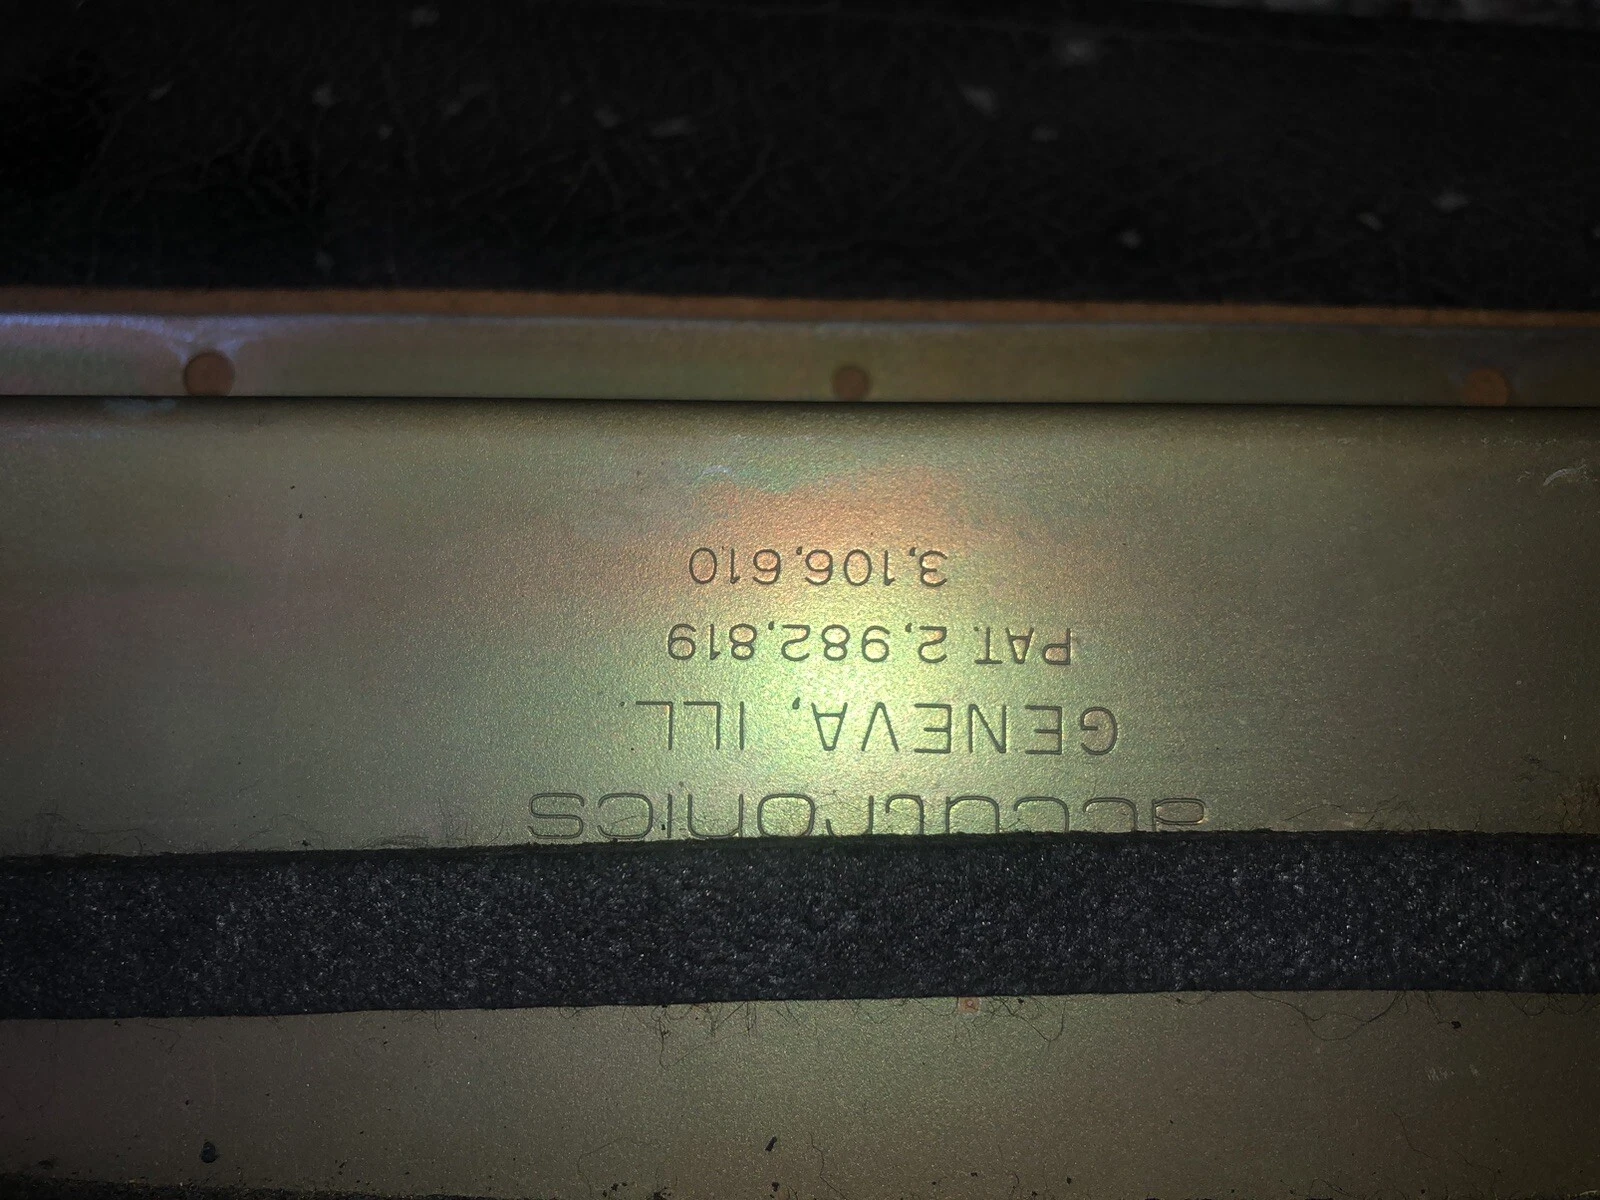 accutronics
GENEVA, ILL.
PAT. 2,982,819
3,106,610